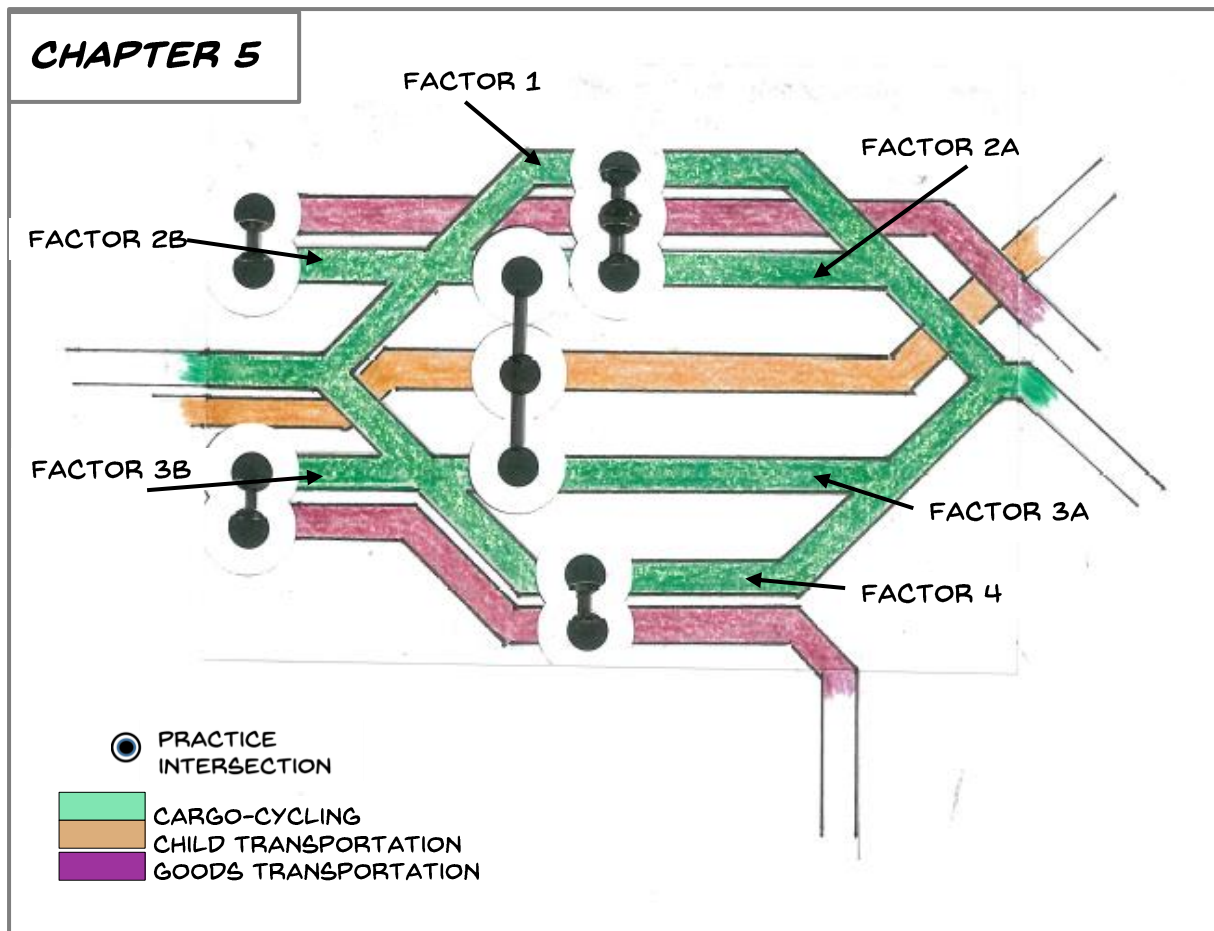 CHAPTER 5
FACTOR 1
FACTOR 2A
FACTOR 2B
FACTOR 3B
FACTOR 3A
FACTOR 4
PRACTICE
INTERSECTION
CARGO-CYCLING
CHILD TRANSPORTATION
GOODS TRANSPORTATION